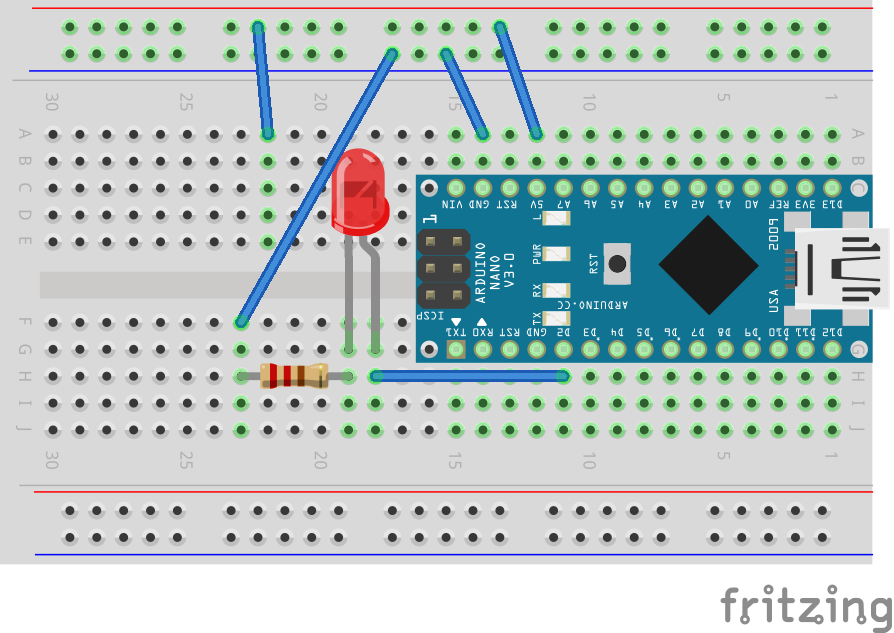 30 25 20 15 10 5 1
A A
B B
C C
D D
E
VIN GND RST 5V A7 A6 A5 A4 A3 A2 A1 A0 REF 3V3 D13
1 L
ARDUINO
NANO
V3.0
PWR RST
RX
TX
ARDUINO.CC
USA
ICSP
TX1 RX0 RST GND D2 D3 D4 D5 D6 D7 D8 D9 D10 D11 D12
F
G G
H H
I I
J J
30 25 20 15 10 5 1
fritzing